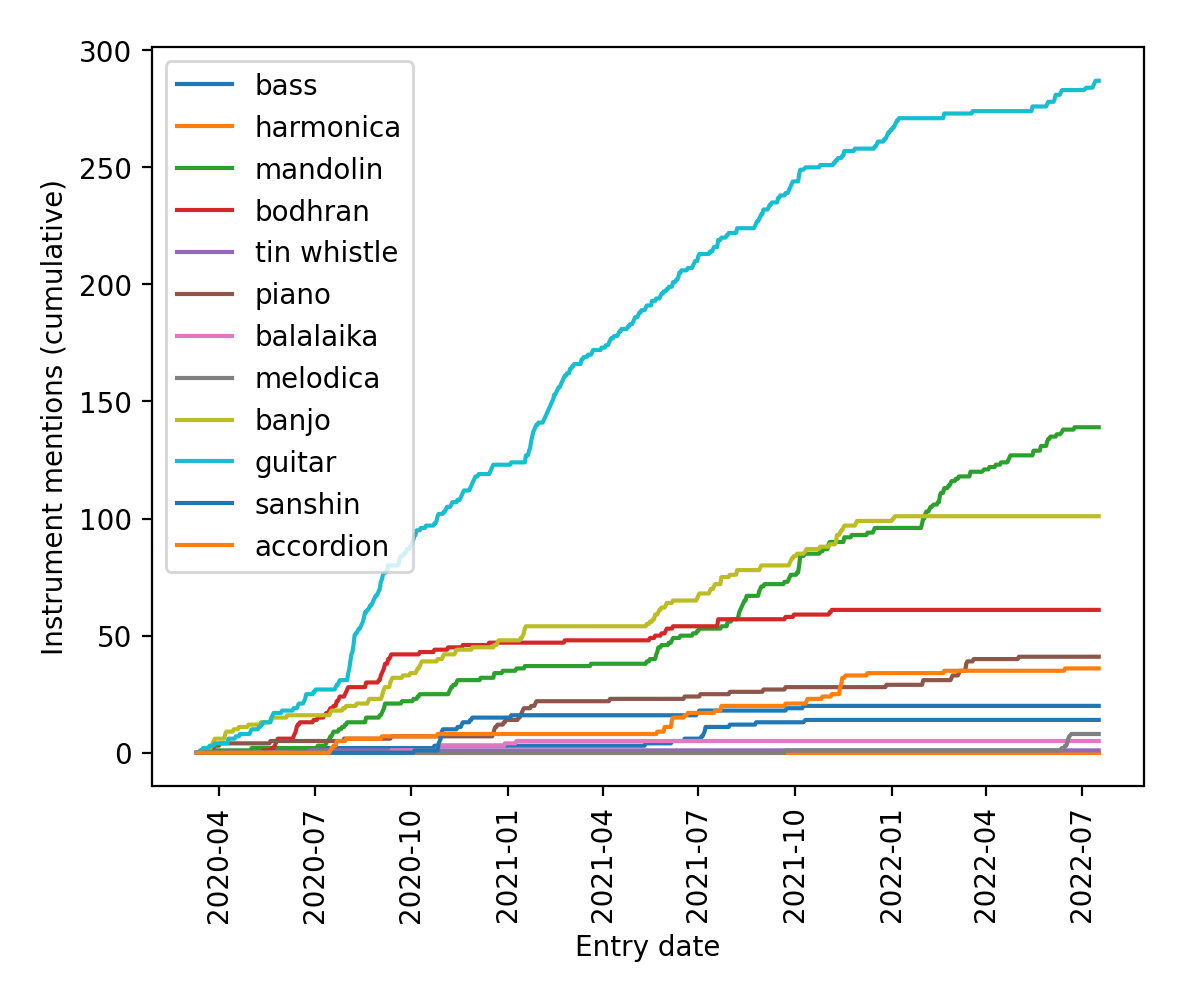 300
250
200
150
100
50
0
Instrument mentions (cumulative)
bass
harmonica
mandolin
bodhran
tin whistle
piano
balalaika
melodica
banjo
guitar
sanshin
accordion
2020-04
2020-07
2020-10
2021-01
2021-04
2021-07
2021-10
2022-01
2022-04
2022-07
Entry date